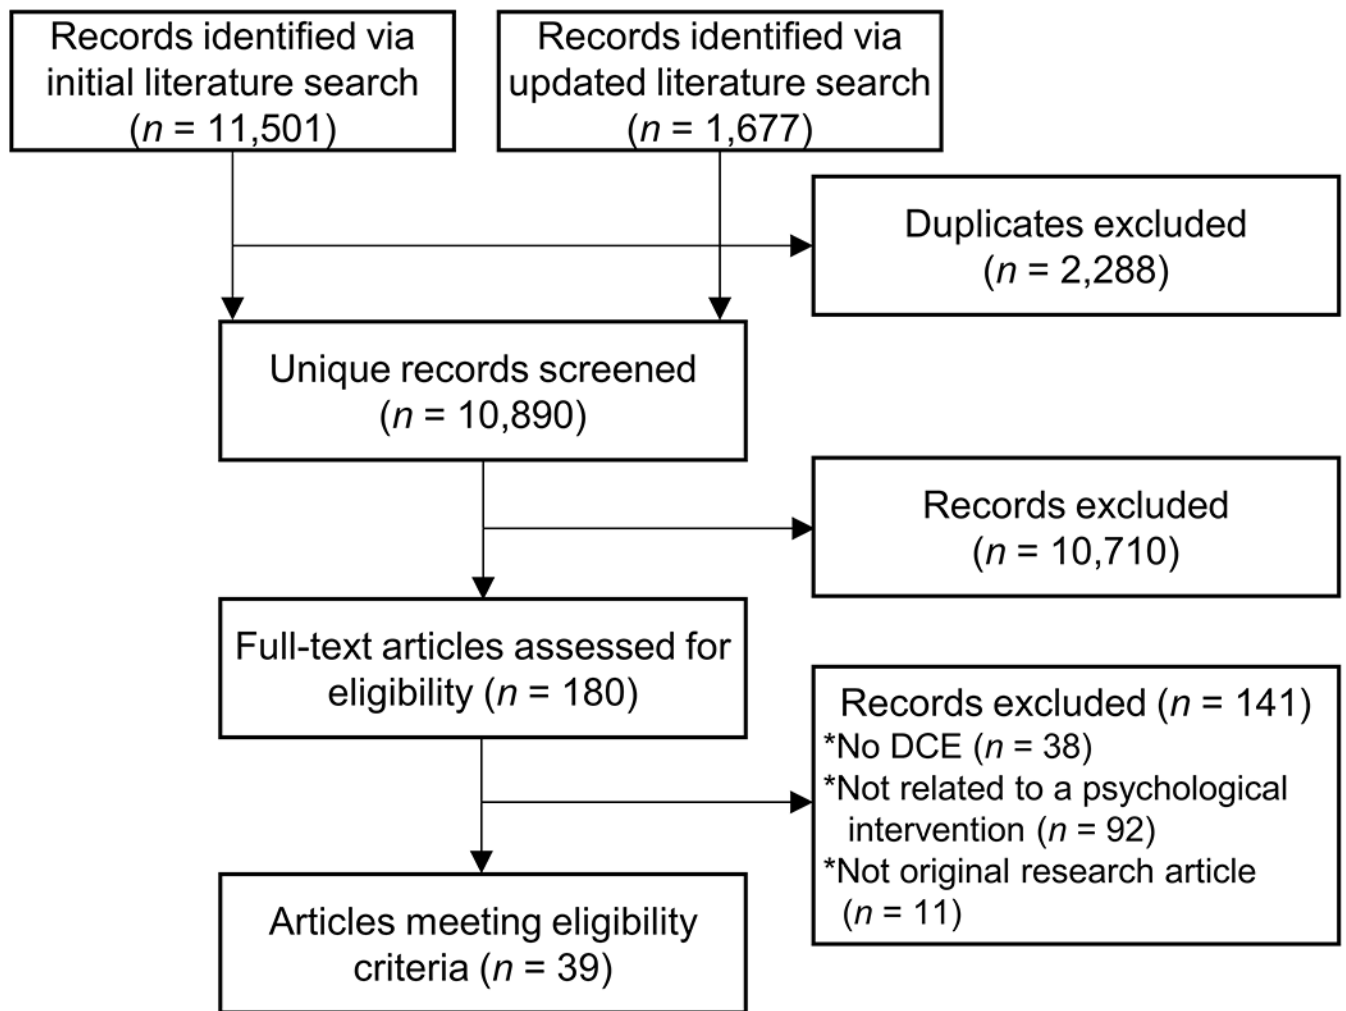 Records identified via
initial literature search
(n = 11,501)
Records identified via
updated literature search
(n = 1,677)
Duplicates excluded
(n = 2,288)
Unique records screened
(n = 10,890)
Records excluded
(n = 10,710)
Full-text articles assessed for
eligibility (n = 180)
Records excluded (n = 141)
*No DCE (n = 38)
*Not related to a psychological
intervention (n = 92)
*Not original research article
(n = 11)
Articles meeting eligibility
criteria (n = 39)